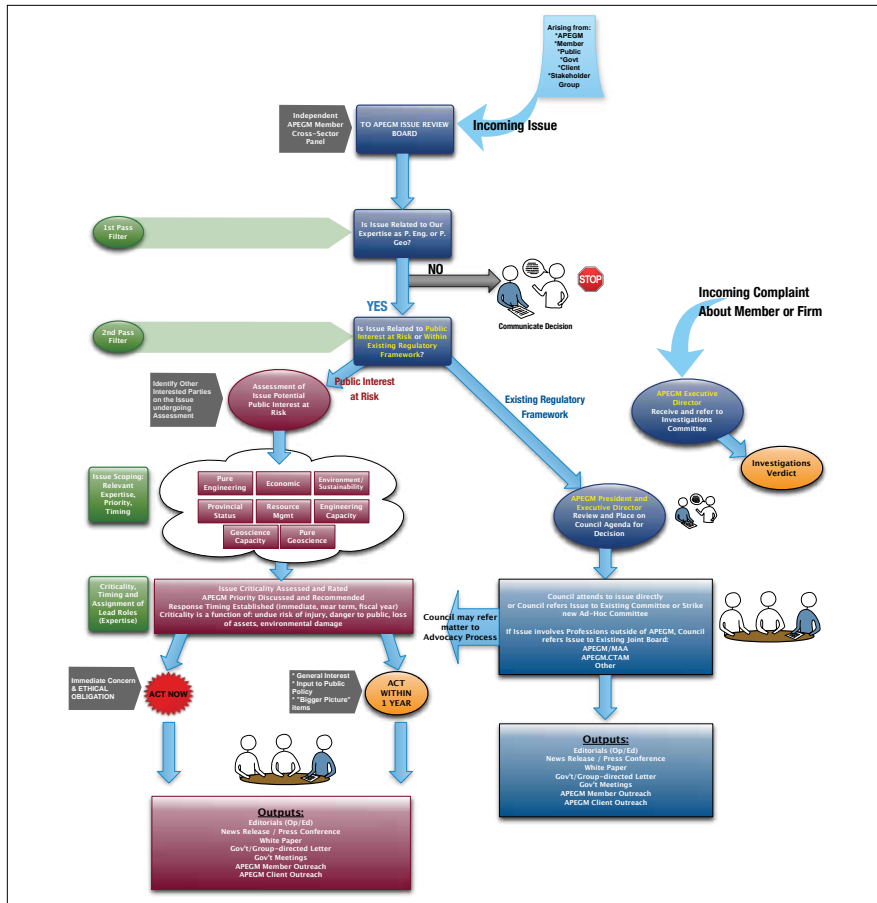 Arising from:
*APEGM
*Member
*Public
*Govt
*Client
*Stakeholder
Group
Incoming Issue
Independent
APEGM Member
Cross-Sector
Panel
TO APEGM ISSUE REVIEW
BOARD
1st Pass
Filter
Is Issue Related to Our
Expertise as P. Eng. or P.
Geo?
NO
STOP
Communicate Decision
YES
Incoming Complaint
About Member or Firm
2nd Pass
Filter
Is Issue Related to Public
Interest at Risk or Within
Existing Regulatory
Framework?
Public Interest
at Risk
Existing Regulatory
Framework
Identify Other
Interested Parties
on the Issue
undergoing
Assessment
Assessment of
Issue Potential
Public Interest at
Risk
APEGM Executive
Director
Receive and refer to
Investigations
Committee
Investigations
Verdict
Issue Scoping:
Relevant
Expertise,
Priority,
Timing
Pure
Engineering
Economic
Environment/
Sustainability
Provincial
Status
Resource
Mgmt
Engineering
Capacity
Geoscience
Capacity
Pure
Geoscience
APEGM President and
Executive Director
Review and Place on
Council Agenda for
Decision
Criticality,
Timing and
Assignment of
Lead Roles
(Expertise)
Issue Criticality Assessed and Rated
APEGM Priority Discussed and Recommended
Response Timing Established (immediate, near term, fiscal year)
Criticality is a function of: undue risk of injury, danger to public, loss
of assets, environmental damage
Council may refer
matter to
Advocacy Process
Council attends to issue directly
or Council refers Issue to Existing Committee or Strike
new Ad-Hoc Committee
If Issue involves Professions outside of APEGM, Council
refers Issue to Existing Joint Board:
APEGM/MAA
APEGM.CTAM
Other
Immediate Concern
& ETHICAL
OBLIGATION
ACT NOW
* General Interest
* Input to Public
Policy
* "Bigger Picture"
items
ACT
WITHIN
1 YEAR
Outputs:
Editorials (Op/Ed)
News Release / Press Conference
White Paper
Gov't/Group-directed Letter
Gov't Meetings
APEGM Member Outreach
APEGM Client Outreach
Outputs:
Editorials (Op/Ed)
News Release / Press Conference
White Paper
Gov't/Group-directed Letter
Gov't Meetings
APEGM Member Outreach
APEGM Client Outreach